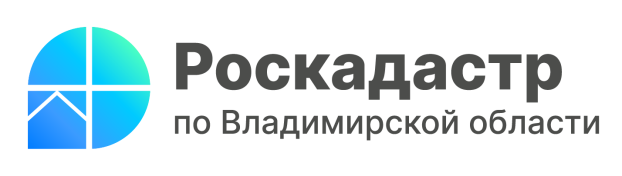 Роскадастр
по Владимирской области